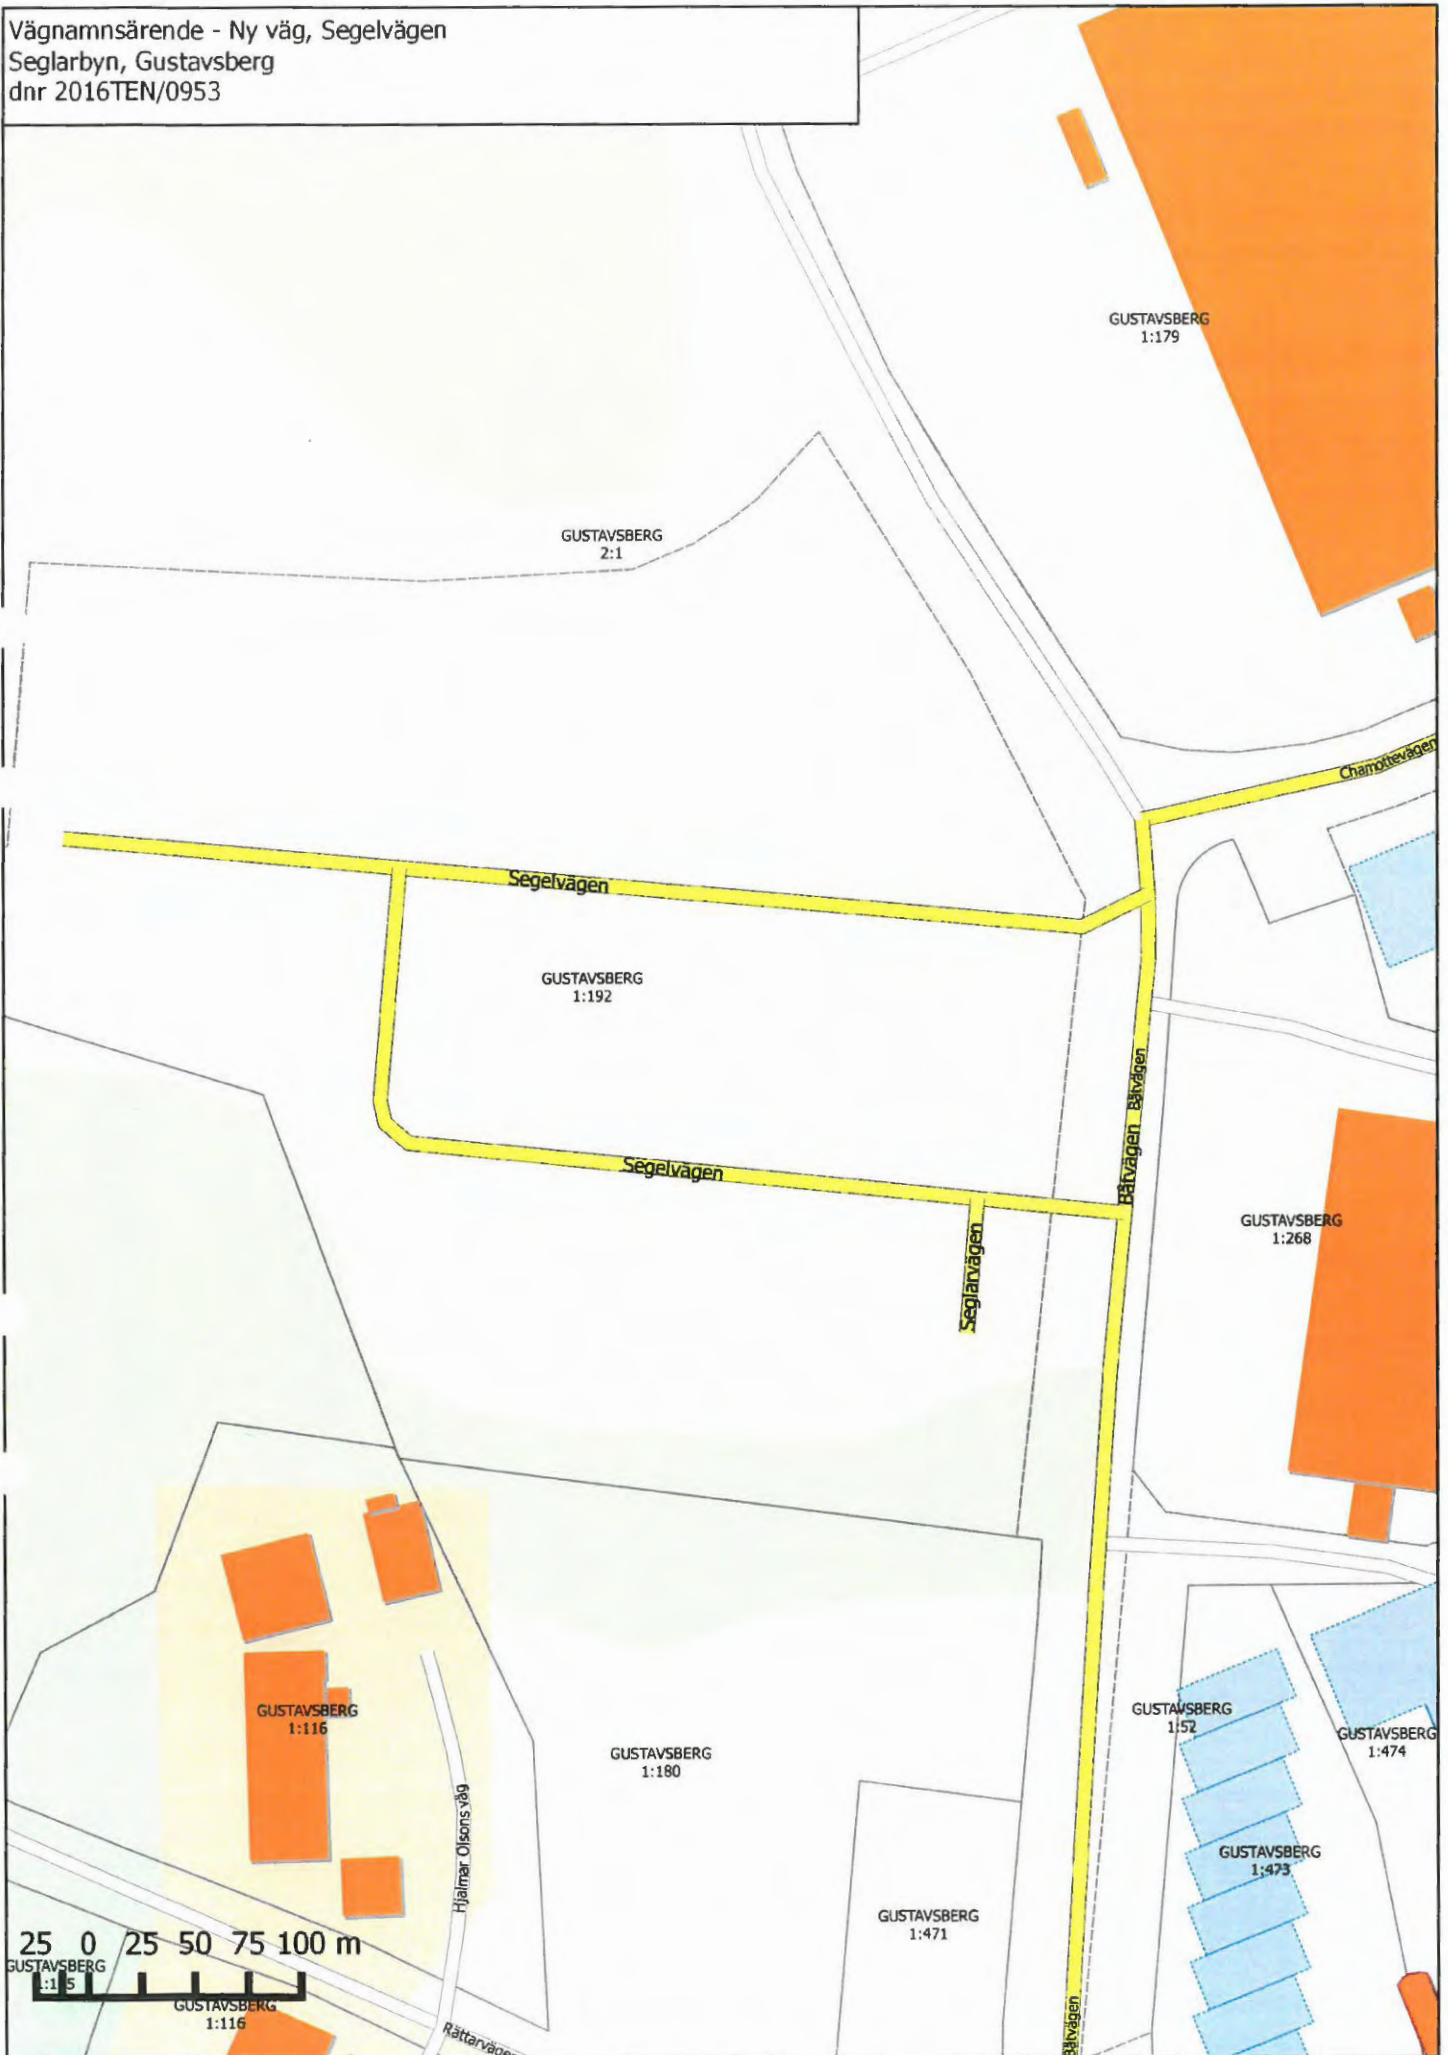 Vägnamnsärende - Ny väg, Segelvägen
Seglarbyn, Gustavsberg
dnr 2016TEN/0953
GUSTAVSBERG
1:179
GUSTAVSBERG
2:1
Chamottevägen
Segelvägen
GUSTAVSBERG
1:192
Båtvägen
Båtvägen
Segelvägen
Seglarvägen
GUSTAVSBERG
1:268
GUSTAVSBERG
1:116
GUSTAVSBERG
1:52
GUSTAVSBERG
1:474
GUSTAVSBERG
1:180
Hjalmar Olsons väg
GUSTAVSBERG
1:473
GUSTAVSBERG
1:471
25 0 25 50 75 100 m
GUSTAVSBERG
GUSTAVSBERG
1:116
Rättarvägen
Båtvägen